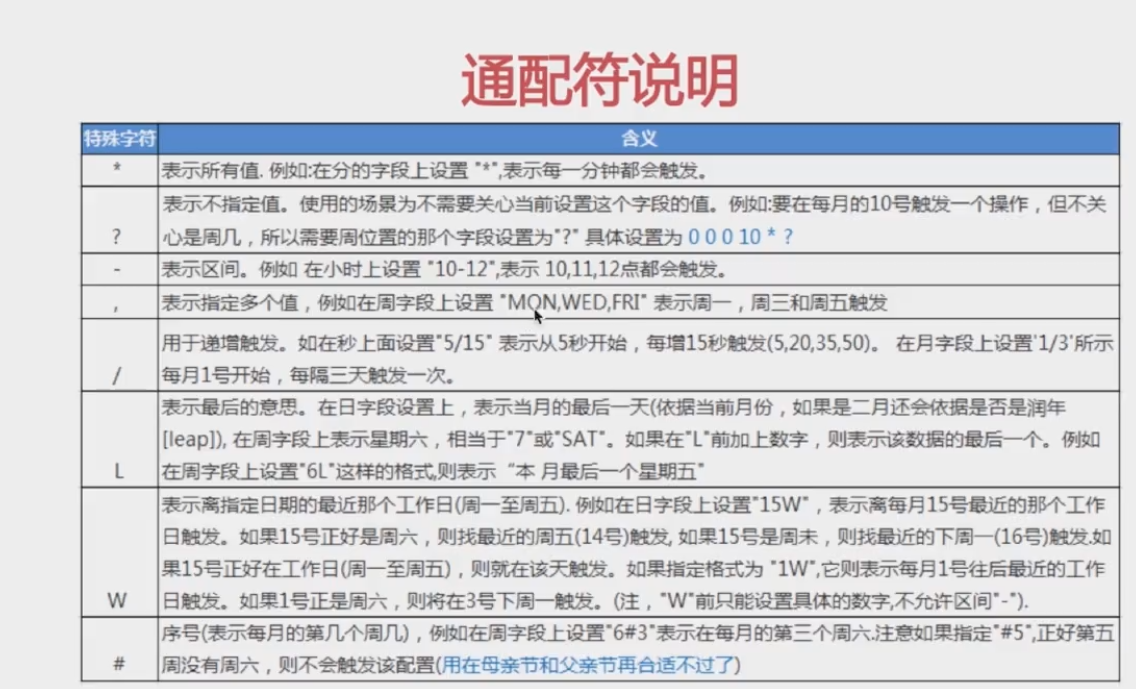 通配符说明
特殊字符 含义
* 表示所有值. 例如:在分的字段上设置 "*",表示每一分钟都会触发。
表示不指定值。使用的场景为不需要关心当前设置这个字段的值。例如:要在每月的10号触发一个操作，但不关
? 心是周几，所以需要周位置的那个字段设置为"?" 具体设置为 0 0 0 10 * ?
- 表示区间。例如 在小时上设置 "10-12",表示 10,11,12点都会触发。
, 表示指定多个值，例如在周字段上设置 "MON,WED,FRI" 表示周一，周三和周五触发
用于递增触发。如在秒上面设置"5/15" 表示从5秒开始，每增15秒触发(5,20,35,50)。 在月字段上设置'1/3'所示
/ 每月1号开始，每隔三天触发一次。
表示最后的意思。在日字段设置上，表示当月的最后一天(依据当前月份，如果是二月还会依据是否是润年
[leap]), 在周字段上表示星期六，相当于"7"或"SAT"。如果在"L"前加上数字，则表示该数据的最后一个。例如
L 在周字段上设置"6L"这样的格式,则表示“本 月最后一个星期五"
表示离指定日期的最近那个工作日(周一至周五). 例如在日字段上设置"15W"，表示离每月15号最近的那个工作
日触发。如果15号正好是周六，则找最近的周五(14号)触发, 如果15号是周未，则找最近的下周一(16号)触发.如
果15号正好在工作日(周一至周五)，则就在该天触发。如果指定格式为 "1W",它则表示每月1号往后最近的工作
W 日触发。如果1号正是周六，则将在3号下周一触发。(注，"W"前只能设置具体的数字,不允许区间"-").
序号(表示每月的第几个周几)，例如在周字段上设置"6#3"表示在每月的第三个周六.注意如果指定"#5",正好第五
# 周没有周六，则不会触发该配置(用在母亲节和父亲节再合适不过了)